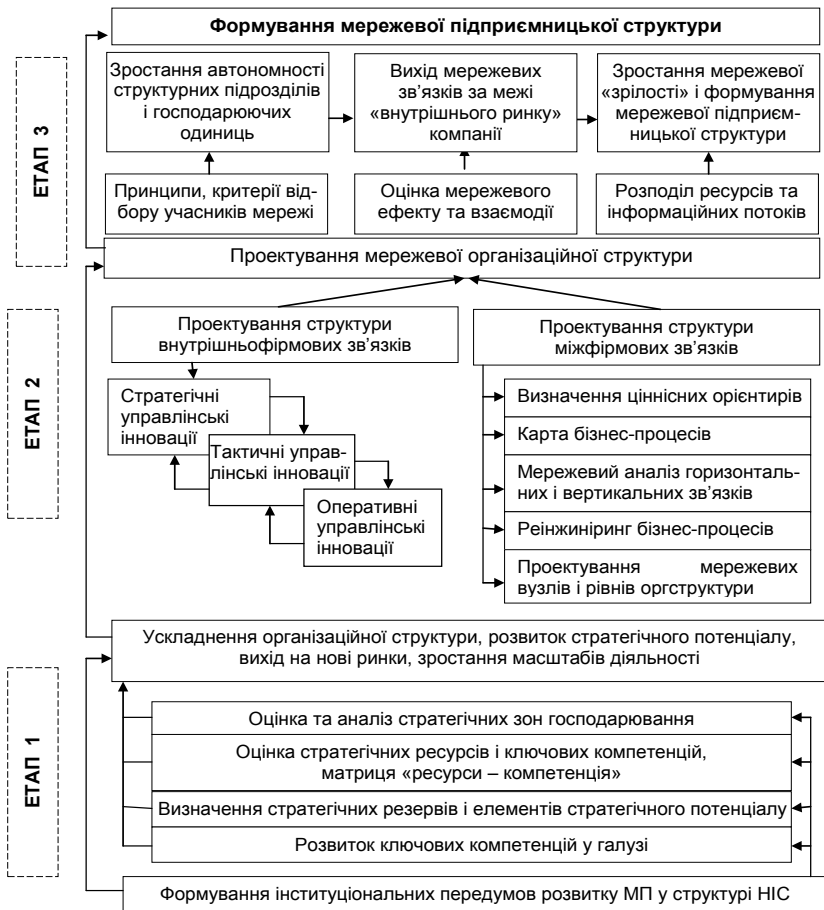 Формування мережевої підприємницької структури
ЕТАП 3
Зростання автономності
структурних підрозділів
і господарюючих
одиниць
Вихід мережевих
зв’язків за межі
«внутрішнього ринку»
компанії
Зростання мережевої
«зрілості» і формування
мережевої підприєм-
ницької структури
Принципи, критерії від-
бору учасників мережі
Оцінка мережевого
ефекту та взаємодії
Розподіл ресурсів та
інформаційних потоків
Проектування мережевої організаційної структури
ЕТАП 2
Проектування структури
внутрішньофірмових зв’язків
Проектування структури
міжфірмових зв’язків
Стратегічні
управлінські
інновації
Тактичні управ-
лінські інновації
Оперативні
управлінські
інновації
Визначення ціннісних орієнтирів
Карта бізнес-процесів
Мережевий аналіз горизонталь-
них і вертикальних зв’язків
Реінжиніринг бізнес-процесів
Проектування мережевих
вузлів і рівнів оргструктури
Ускладнення організаційної структури, розвиток стратегічного потенціалу,
вихід на нові ринки, зростання масштабів діяльності
ЕТАП 1
Оцінка та аналіз стратегічних зон господарювання
Оцінка стратегічних ресурсів і ключових компетенцій,
матриця «ресурси – компетенція»
Визначення стратегічних резервів і елементів стратегічного потенціалу
Розвиток ключових компетенцій у галузі
Формування інституціональних передумов розвитку МП у структурі НІС